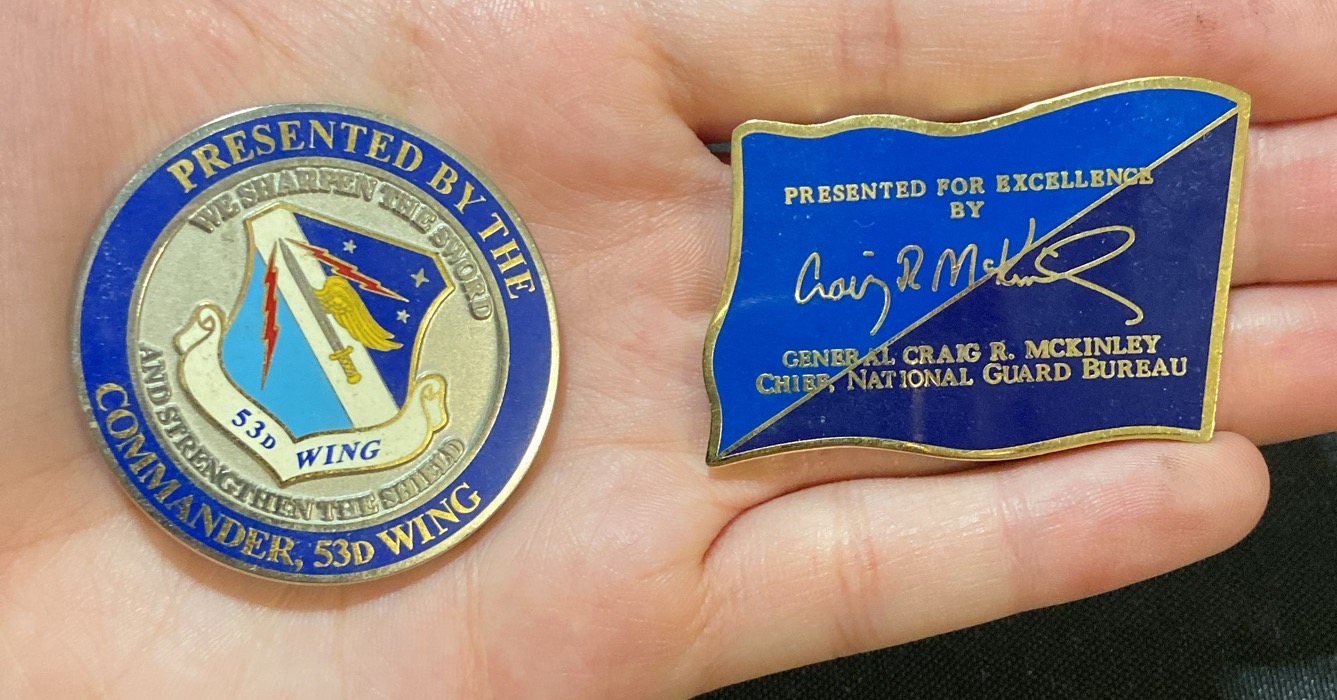 PRESENTED BY THE
COMMANDER, 53D WING
WE SHARPEN THE SWORD
AND STRENGTHEN THE SHIELD
53D WING
PRESENTED FOR EXCELLENCE
BY
Craig R McKinley
GENERAL CRAIG R. MCKINLEY
CHIEF, NATIONAL GUARD BUREAU